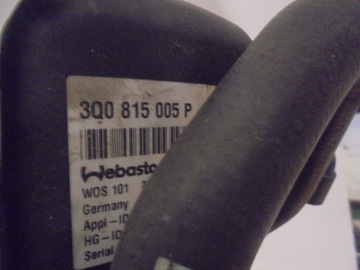 3Q0 815 005 P
Webasto
WOS 101
Germany
Appl-ID
HG-ID
Serial